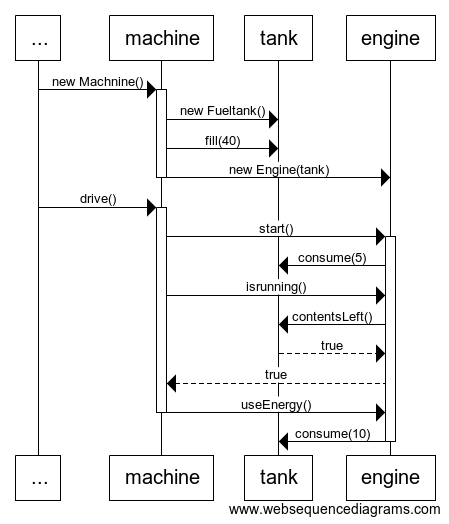 ... machine tank engine
new Machnine()
new Fueltank()
fill(40)
new Engine(tank)
drive()
start()
consume(5)
isrunning()
contentsLeft()
true
true
useEnergy()
consume(10)
... machine tank engine
www.websequencediagrams.com